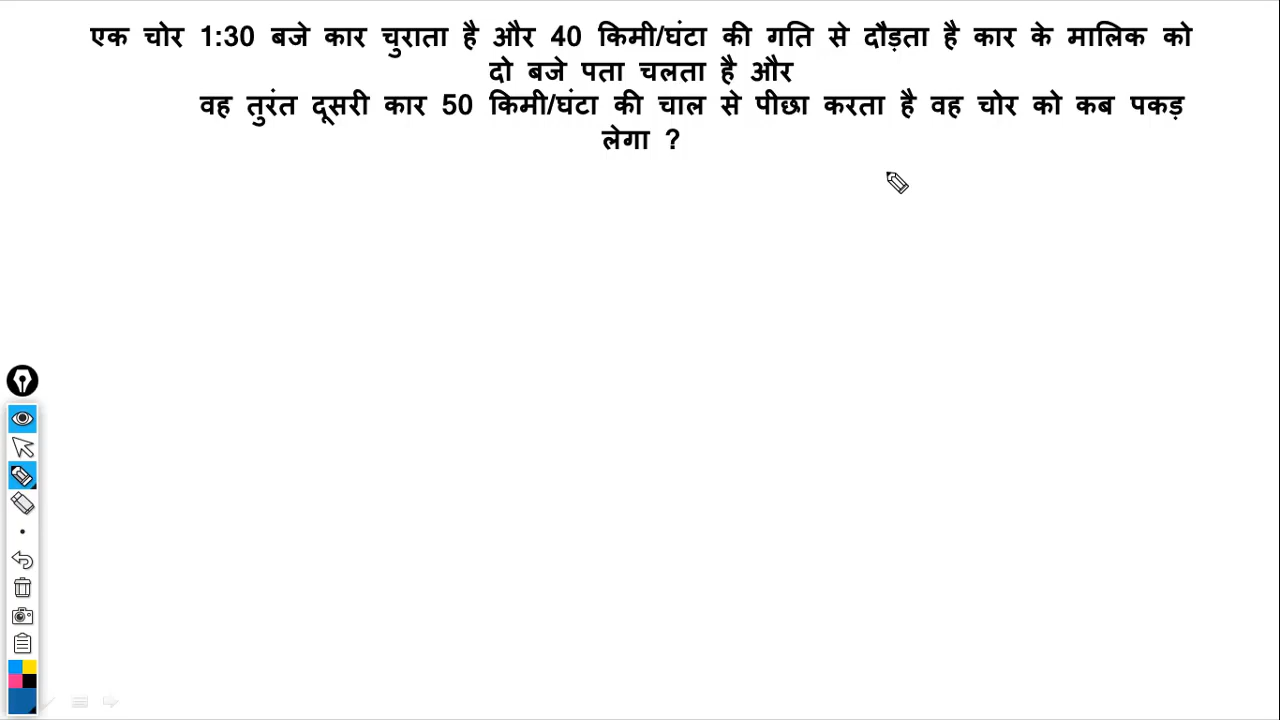 एक चोर 1:30 बजे कार चुराता है और 40 किमी/घंटा की गति से दौड़ता है कार के मालिक को
दो बजे पता चलता है और
वह तुरंत दूसरी कार 50 किमी/घंटा की चाल से पीछा करता है वह चोर को कब पकड़
लेगा ?